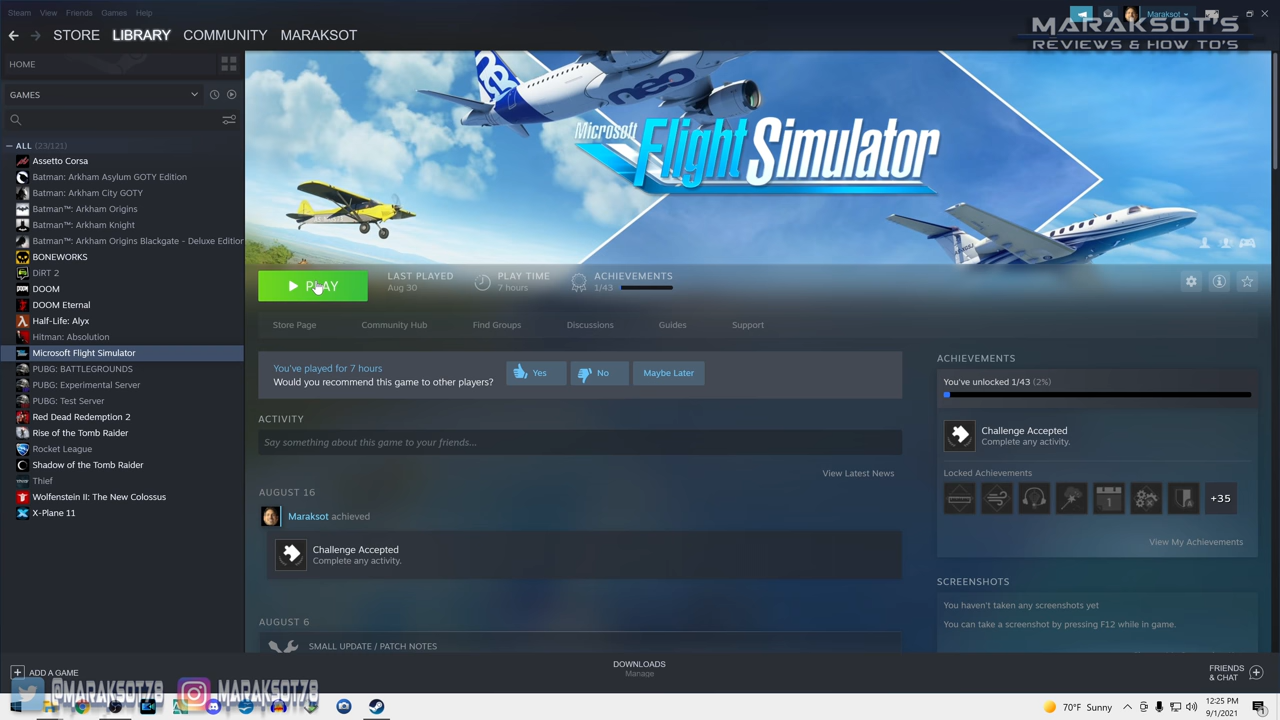 Steam View Friends Games Help
Maraksot
MARAKSOT'S
REVIEWS & HOW TO'S
STORE LIBRARY COMMUNITY MARAKSOT
HOME
GAMES
ALL (23/121)
Assetto Corsa
Batman: Arkham Asylum GOTY Edition
Batman: Arkham City GOTY
Batman™: Arkham Origins
Batman™: Arkham Knight
Batman™: Arkham Origins Blackgate - Deluxe Edition
BONEWORKS
DiRT 2
DOOM
DOOM Eternal
Half-Life: Alyx
Hitman: Absolution
Microsoft Flight Simulator
PUBG: BATTLEGROUNDS
PUBG: Experimental Server
PUBG: Test Server
Red Dead Redemption 2
Rise of the Tomb Raider
Rocket League
Shadow of the Tomb Raider
Thief
Wolfenstein II: The New Colossus
X-Plane 11
neo
Microsoft
Flight Simulator
PLAY
LAST PLAYED
Aug 30
PLAY TIME
7 hours
ACHIEVEMENTS
1/43
Store Page Community Hub Find Groups Discussions Guides Support
You've played for 7 hours
Would you recommend this game to other players?
Yes No Maybe Later
ACTIVITY
Say something about this game to your friends...
View Latest News
AUGUST 16
Maraksot achieved
Challenge Accepted
Complete any activity.
AUGUST 6
SMALL UPDATE / PATCH NOTES
ACHIEVEMENTS
You've unlocked 1/43 (2%)
Challenge Accepted
Complete any activity.
Locked Achievements
+35
View My Achievements
SCREENSHOTS
You haven't taken any screenshots yet
You can take a screenshot by pressing F12 while in game.
ADD A GAME
DOWNLOADS
Manage
FRIENDS
& CHAT
@MARAKSOT78
MARAKSOT78
70°F Sunny
12:25 PM
9/1/2021